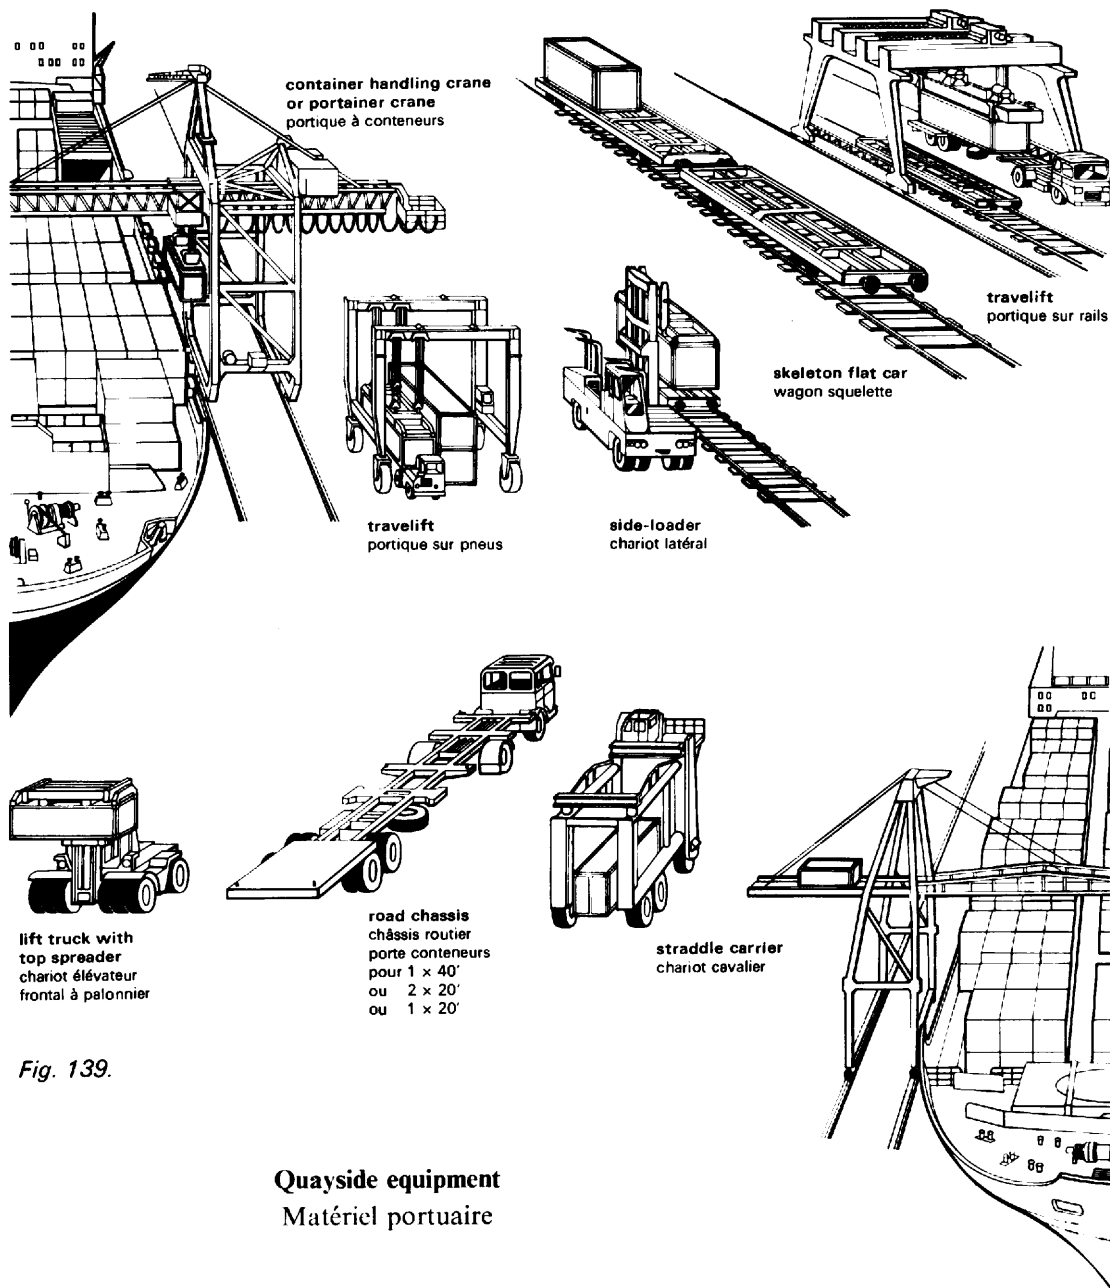 container handling crane
or portainer crane
portique à conteneurs
travelift
portique sur rails
skeleton flat car
wagon squelette
travelift
portique sur pneus
side-loader
chariot latéral
lift truck with
top spreader
chariot élévateur
frontal à palonnier
road chassis
châssis routier
porte conteneurs
pour 1 × 40'
ou 2 × 20'
ou 1 × 20'
straddle carrier
chariot cavalier
Fig. 139.
Quayside equipment
Matériel portuaire